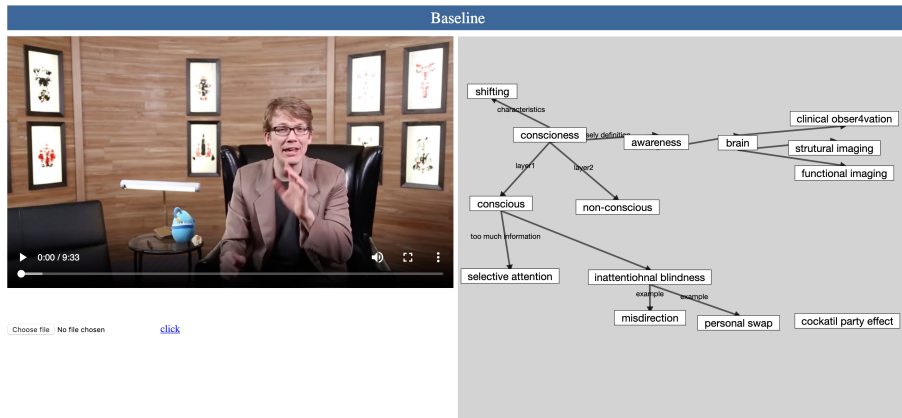 Baseline
0:00 / 9:33
Choose file No file chosen
click
shifting
characteristics
conscioness
sely definition
awareness
brain
clinical obser4vation
strutural imaging
functional imaging
layer1
layer2
conscious
non-conscious
too much information
selective attention
inattentiohnal blindness
example
example
misdirection
personal swap
cockatil party effect